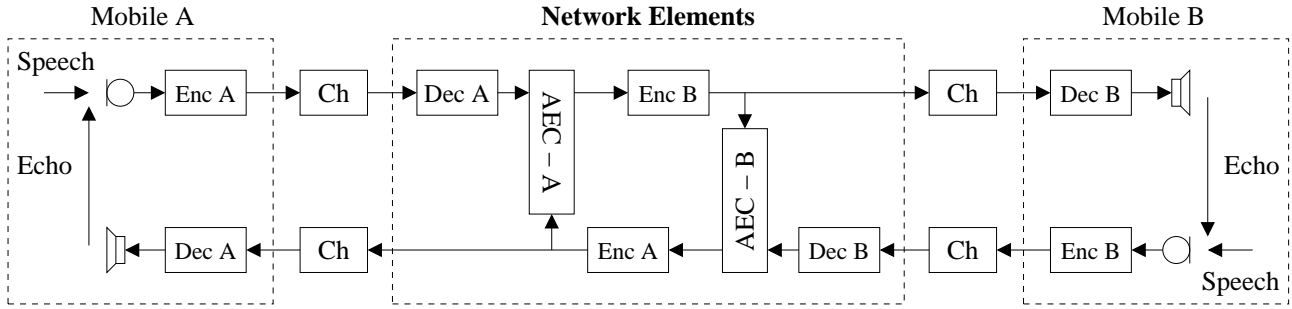 Mobile A
Network Elements
Mobile B
Speech
Enc A
Ch
Dec A
AEC – A
Enc B
Ch
Dec B
Echo
AEC – B
Echo
Dec A
Ch
Enc A
Dec B
Ch
Enc B
Speech